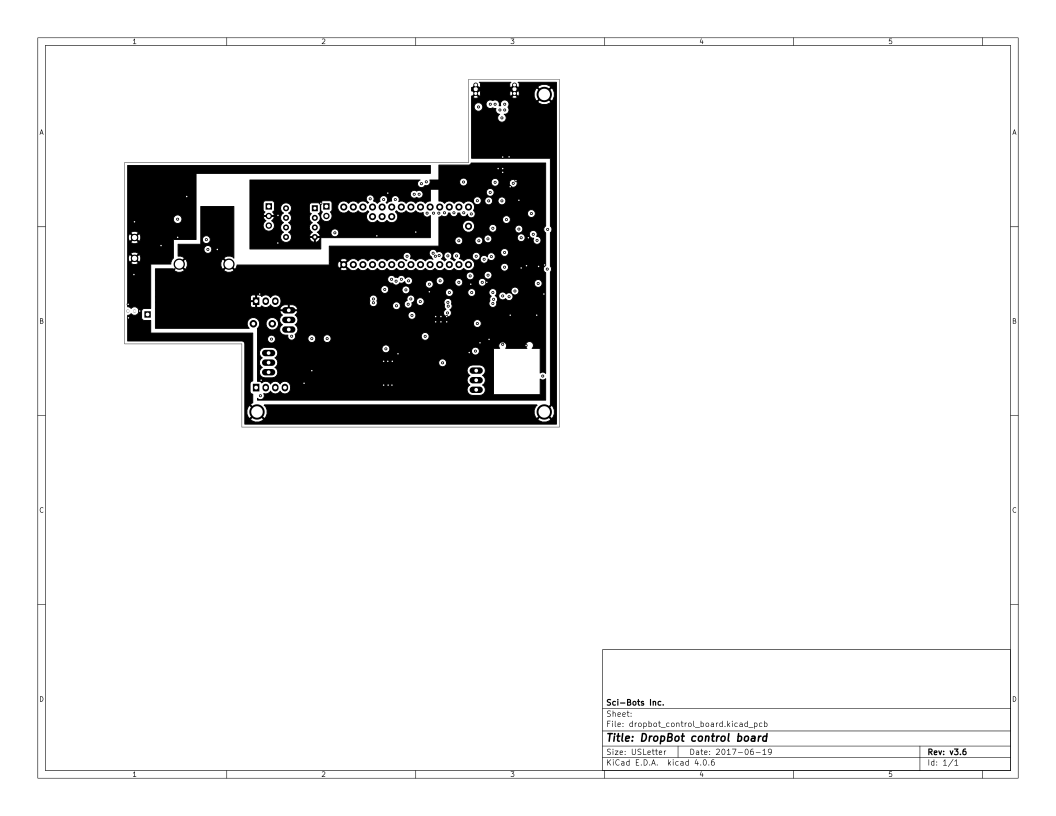 1 2 3 4 5
A A
B B
C C
D D
Sci-Bots Inc.
Sheet:
File: dropbot_control_board.kicad_pcb
Title: DropBot control board
Size: USLetter Date: 2017-06-19 Rev: v3.6
KiCad E.D.A. kicad 4.0.6 Id: 1/1
1 2 3 4 5